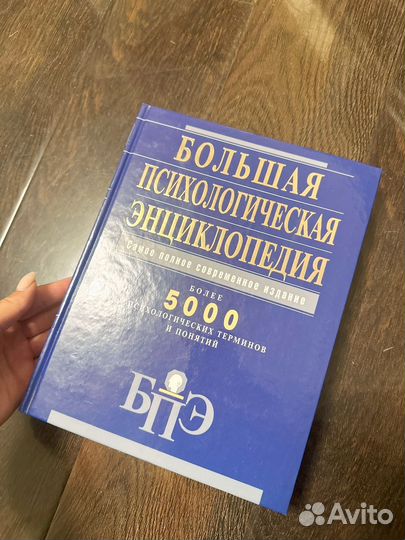 БОЛЬШАЯ
ПСИХОЛОГИЧЕСКАЯ
ЭНЦИКЛОПЕДИЯ
Самое полное современное издание
БОЛЕЕ
5000
ПСИХОЛОГИЧЕСКИХ ТЕРМИНОВ
И ПОНЯТИЙ
БПЭ
Avito